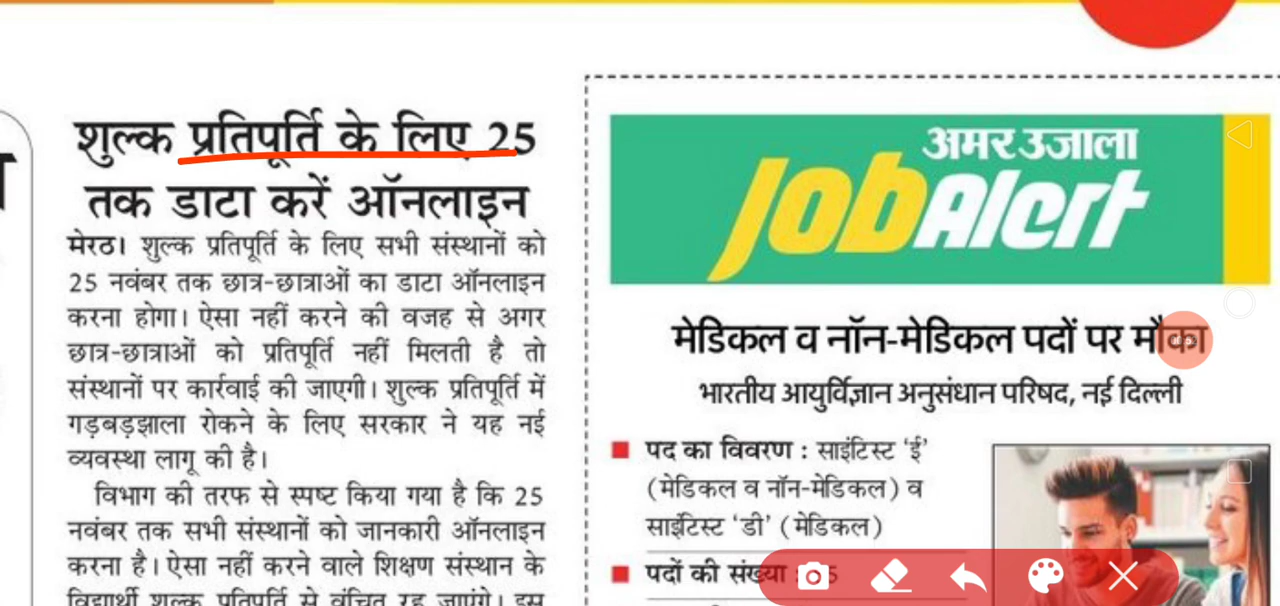 शुल्क प्रतिपूर्ति के लिए 25
तक डाटा करें ऑनलाइन
मेरठ। शुल्क प्रतिपूर्ति के लिए सभी संस्थानों को
25 नवंबर तक छात्र-छात्राओं का डाटा ऑनलाइन
करना होगा। ऐसा नहीं करने की वजह से अगर
छात्र-छात्राओं को प्रतिपूर्ति नहीं मिलती है तो
संस्थानों पर कार्रवाई की जाएगी। शुल्क प्रतिपूर्ति में
गड़बड़झाला रोकने के लिए सरकार ने यह नई
व्यवस्था लागू की है।
विभाग की तरफ से स्पष्ट किया गया है कि 25
नवंबर तक सभी संस्थानों को जानकारी ऑनलाइन
करना है। ऐसा नहीं करने वाले शिक्षण संस्थान के
विद्यार्थी शुल्क प्रतिपूर्ति से वंचित रह जाएंगे। इस
अमर उजाला
JobAlert
मेडिकल व नॉन-मेडिकल पदों पर मौका
भारतीय आयुर्विज्ञान अनुसंधान परिषद, नई दिल्ली
पद का विवरण : साइंटिस्ट ‘ई’
(मेडिकल व नॉन-मेडिकल) व
साइंटिस्ट ‘डी’ (मेडिकल)
पदों की संख्या :